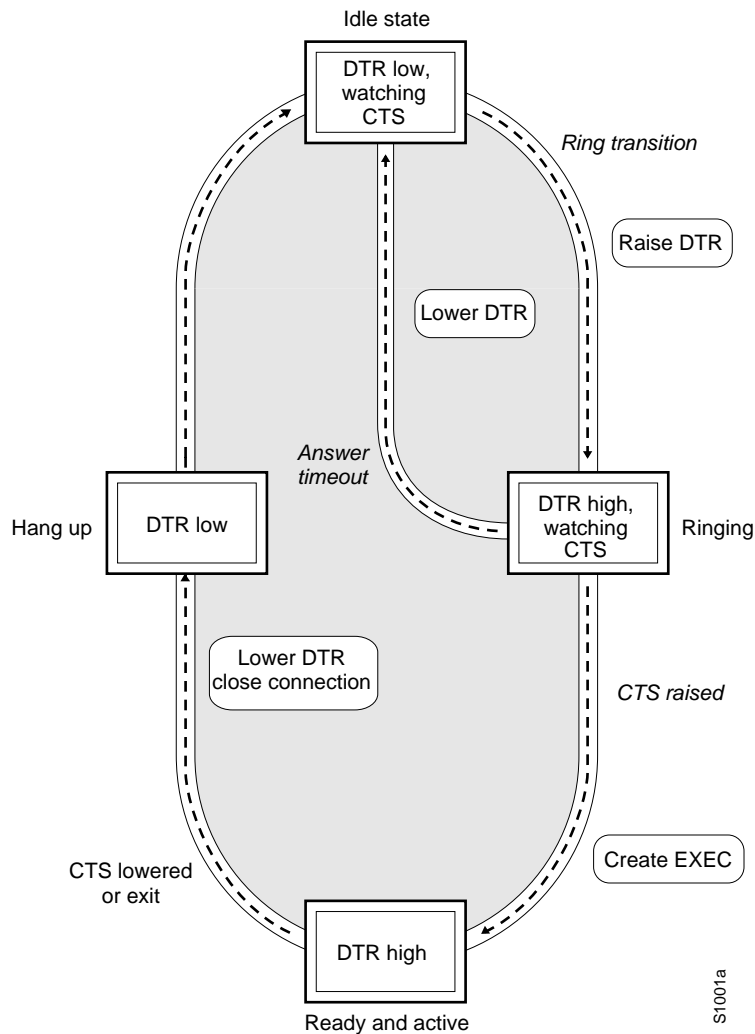 Idle state
DTR low,
watching
CTS
Ring transition
Raise DTR
Lower DTR
Answer
timeout
Hang up
DTR low
DTR high,
watching
CTS
Ringing
Lower DTR
close connection
CTS raised
CTS lowered
or exit
Create EXEC
DTR high
Ready and active
S1001a